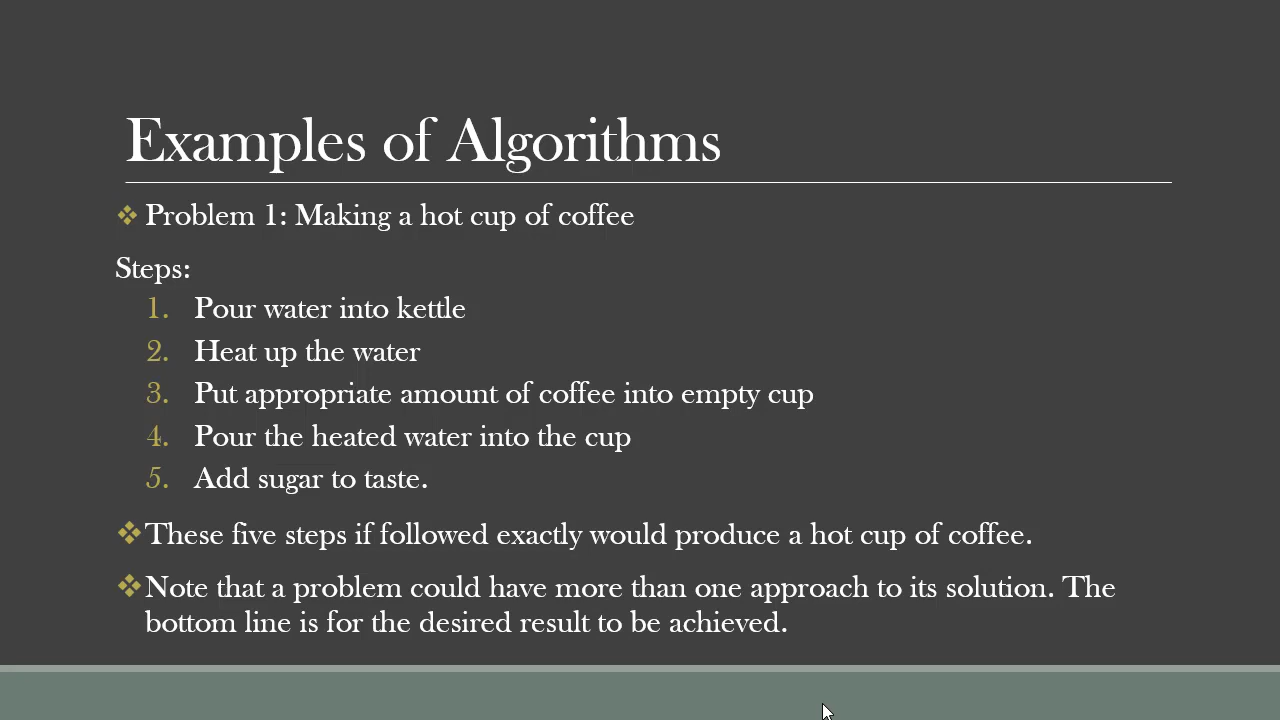 Examples of Algorithms
❖ Problem 1: Making a hot cup of coffee
Steps:
1. Pour water into kettle
2. Heat up the water
3. Put appropriate amount of coffee into empty cup
4. Pour the heated water into the cup
5. Add sugar to taste.
❖ These five steps if followed exactly would produce a hot cup of coffee.
❖ Note that a problem could have more than one approach to its solution. The
bottom line is for the desired result to be achieved.